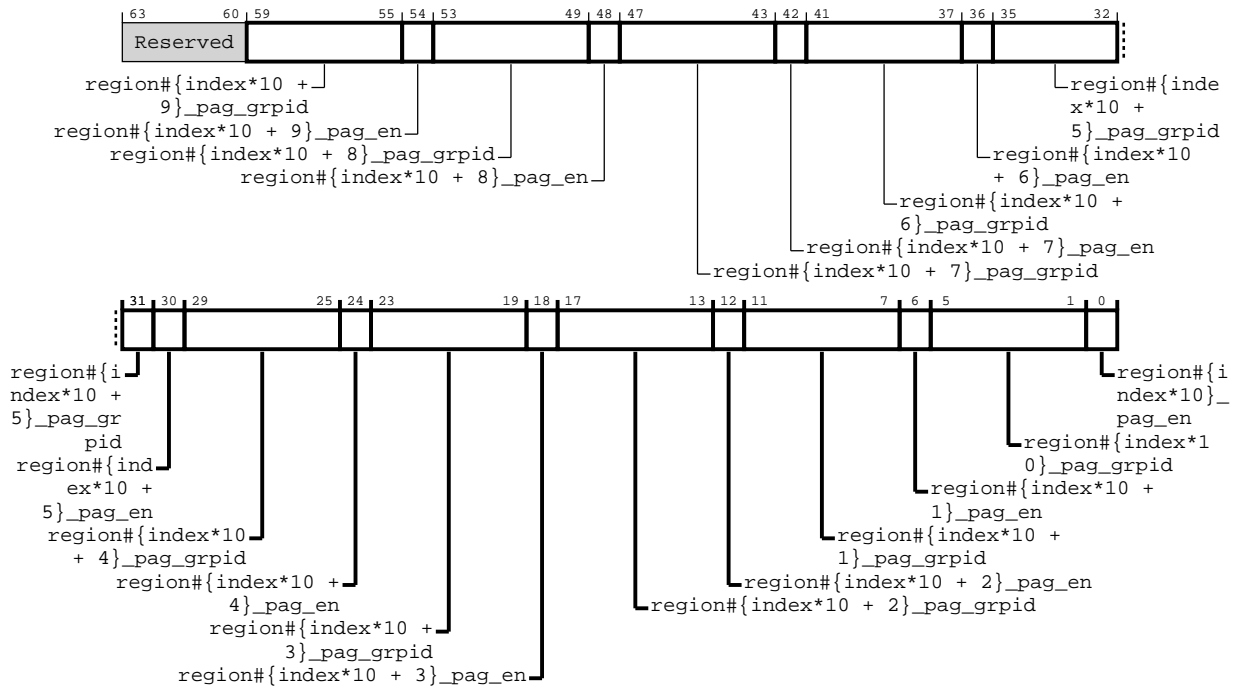 63 60 59 55 54 53 49 48 47 43 42 41 37 36 35 32
Reserved
region#{index*10 +
9}_pag_grpid
region#{index*10 + 9}_pag_en
region#{index*10 + 8}_pag_grpid
region#{index*10 + 8}_pag_en
region#{inde
x*10 +
5}_pag_grpid
region#{index*10
+ 6}_pag_en
region#{index*10 +
6}_pag_grpid
region#{index*10 + 7}_pag_en
region#{index*10 + 7}_pag_grpid
31 30 29 25 24 23 19 18 17 13 12 11 7 6 5 1 0
region#{i
ndex*10 +
5}_pag_gr
pid
region#{ind
ex*10 +
5}_pag_en
region#{index*10
+ 4}_pag_grpid
region#{index*10 +
4}_pag_en
region#{index*10 +
3}_pag_grpid
region#{index*10 + 3}_pag_en
region#{i
ndex*10}_
pag_en
region#{index*1
0}_pag_grpid
region#{index*10 +
1}_pag_en
region#{index*10 +
1}_pag_grpid
region#{index*10 + 2}_pag_en
region#{index*10 + 2}_pag_grpid